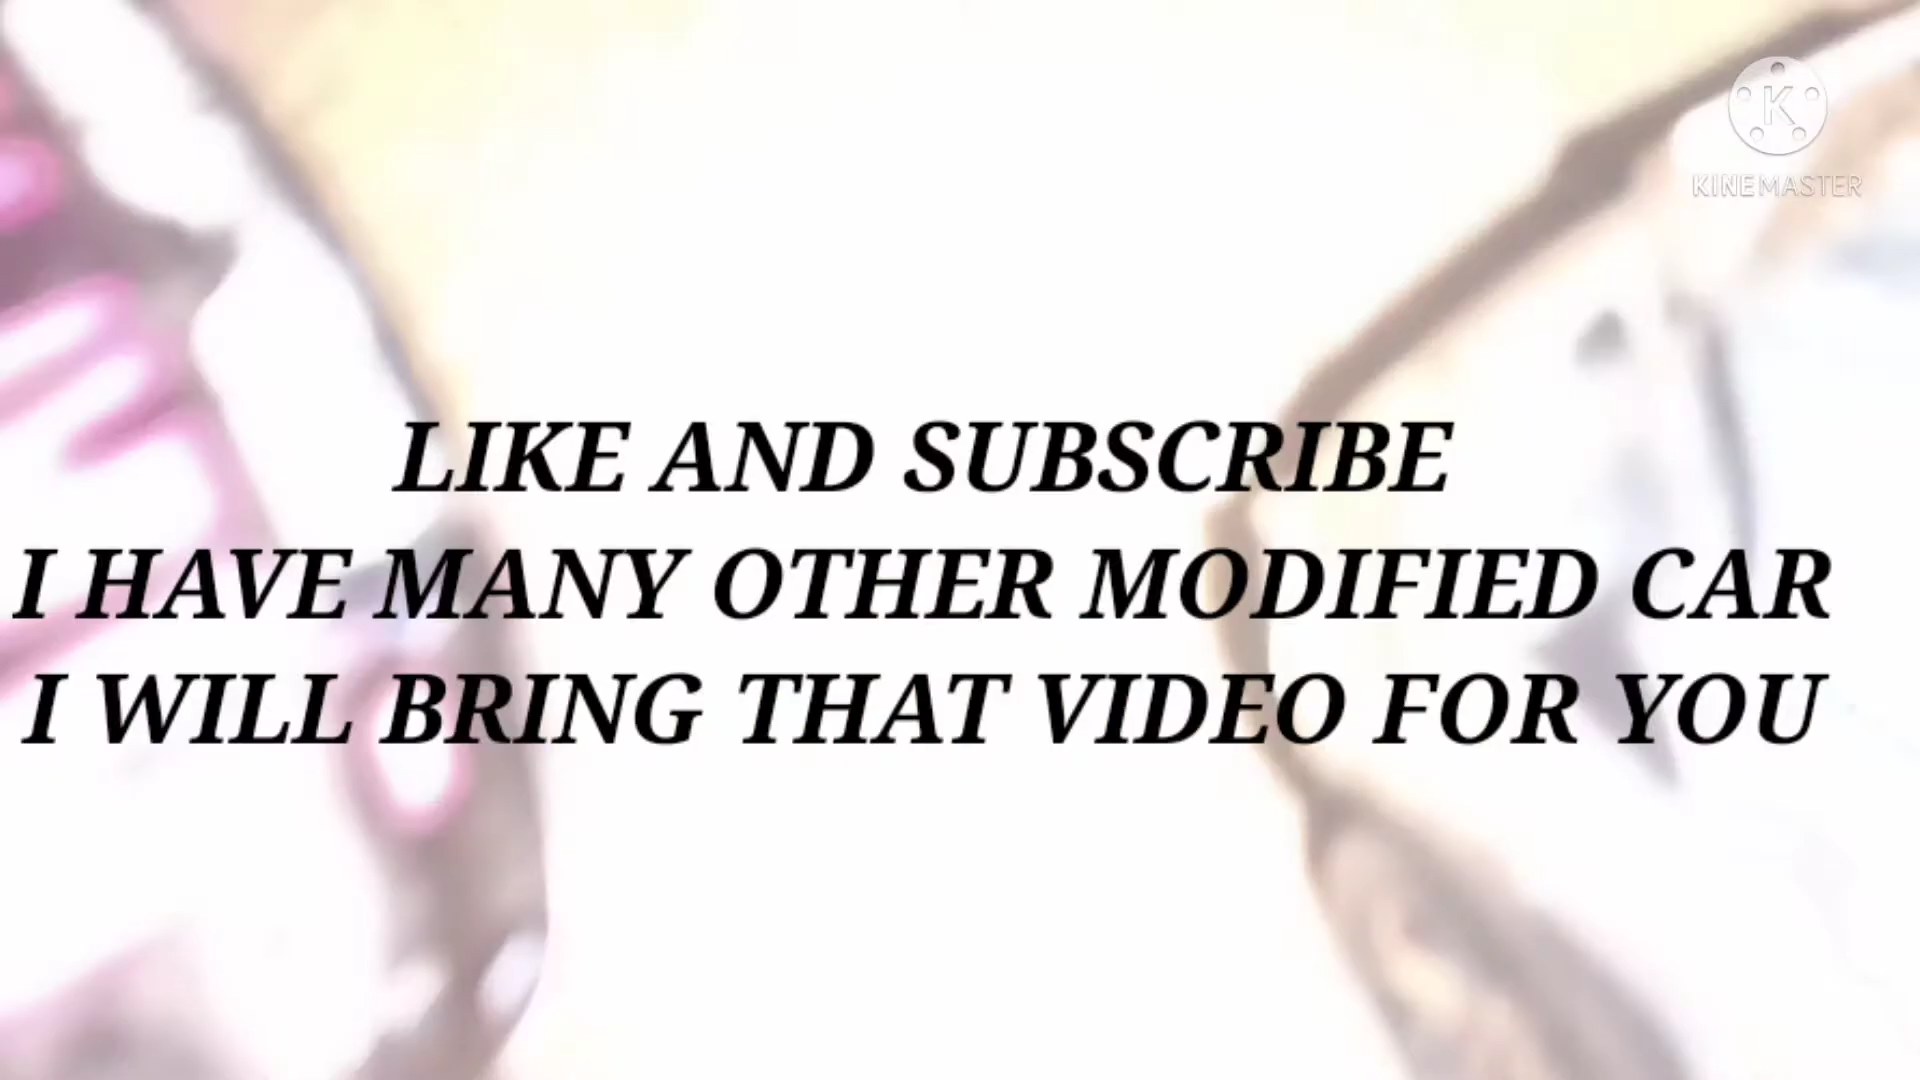 K
KINEMASTER
LIKE AND SUBSCRIBE
I HAVE MANY OTHER MODIFIED CAR
I WILL BRING THAT VIDEO FOR YOU